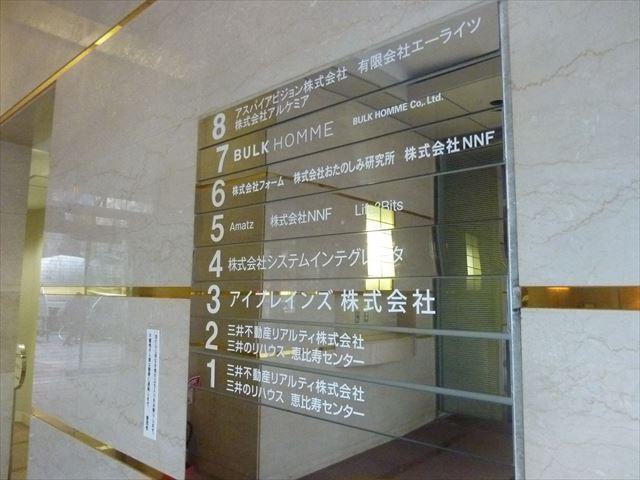 8 アスパイアビジョン株式会社 有限会社エーライツ
株式会社アルケミア
7 BULK HOMME BULK HOMME Co,. Ltd.
6 株式会社フォーム 株式会社おたのしみ研究所 株式会社NNF
5 Amatz 株式会社NNF Life2Bits
4 株式会社システムインテグレータ
3 アイブレインズ 株式会社
2 三井不動産リアルティ株式会社
三井のリハウス 恵比寿センター
1 三井不動産リアルティ株式会社
三井のリハウス 恵比寿センター